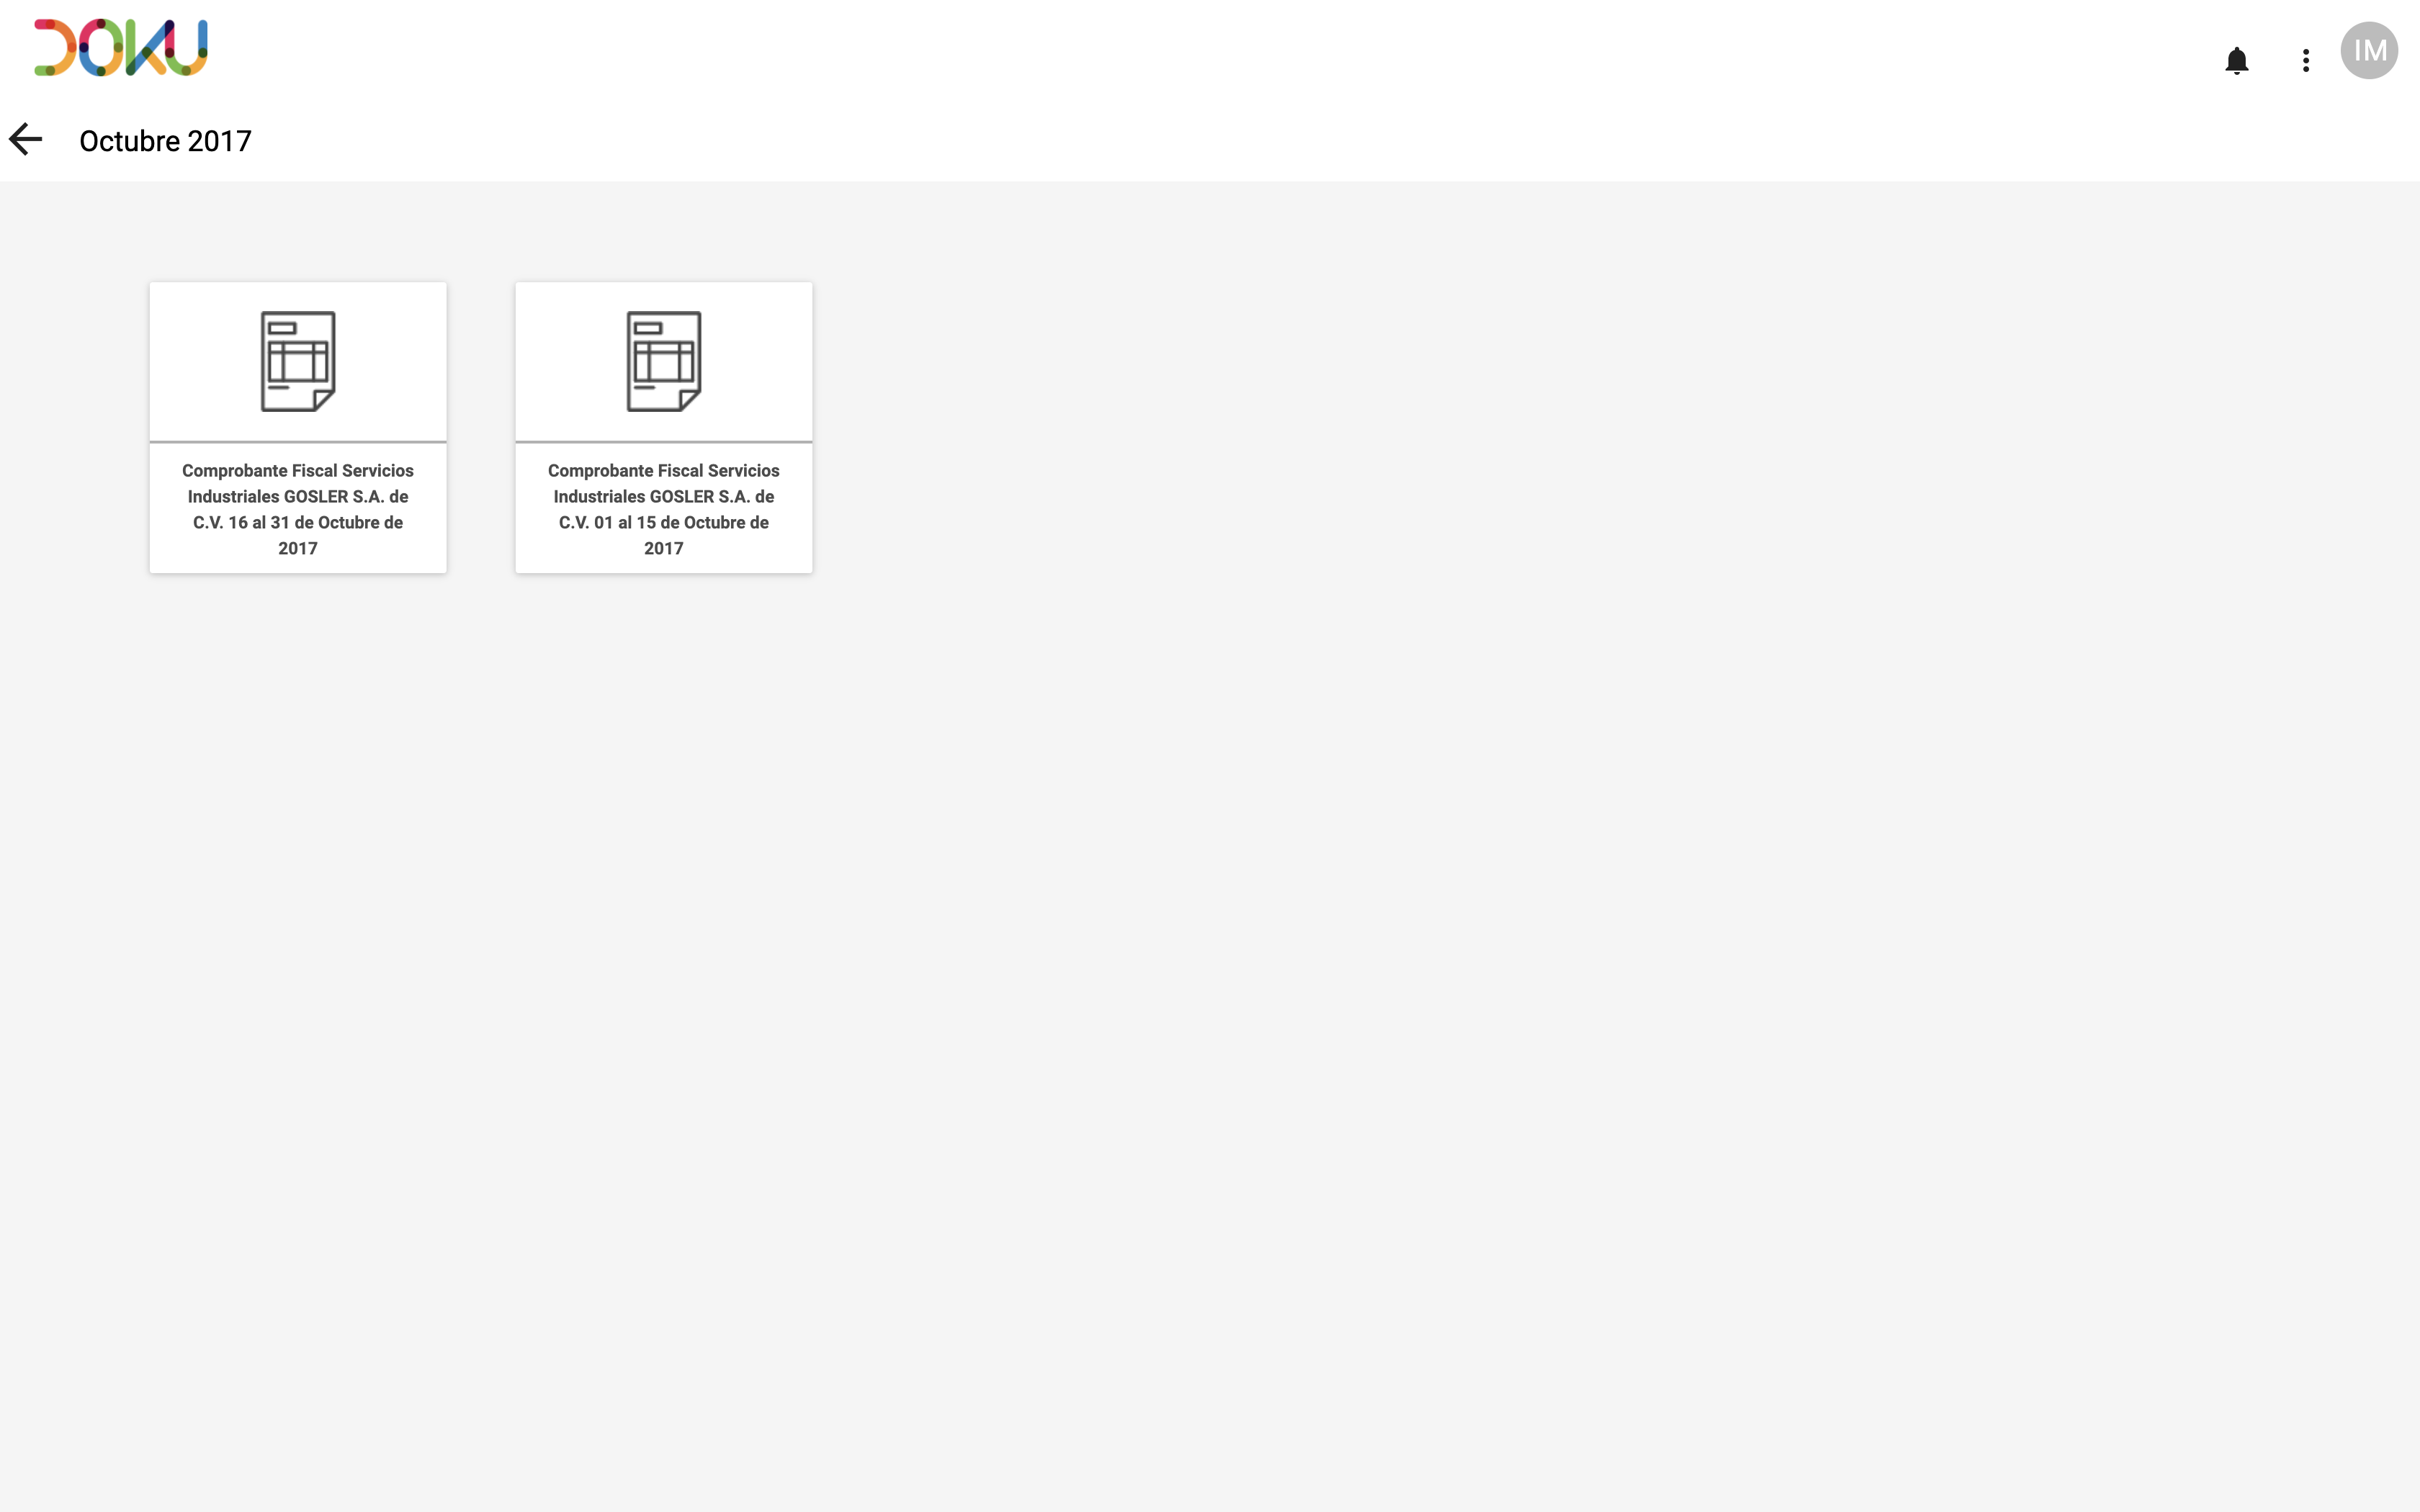 DOKU
IM
Octubre 2017
Comprobante Fiscal Servicios
Industriales GOSLER S.A. de
C.V. 16 al 31 de Octubre de
2017
Comprobante Fiscal Servicios
Industriales GOSLER S.A. de
C.V. 01 al 15 de Octubre de
2017